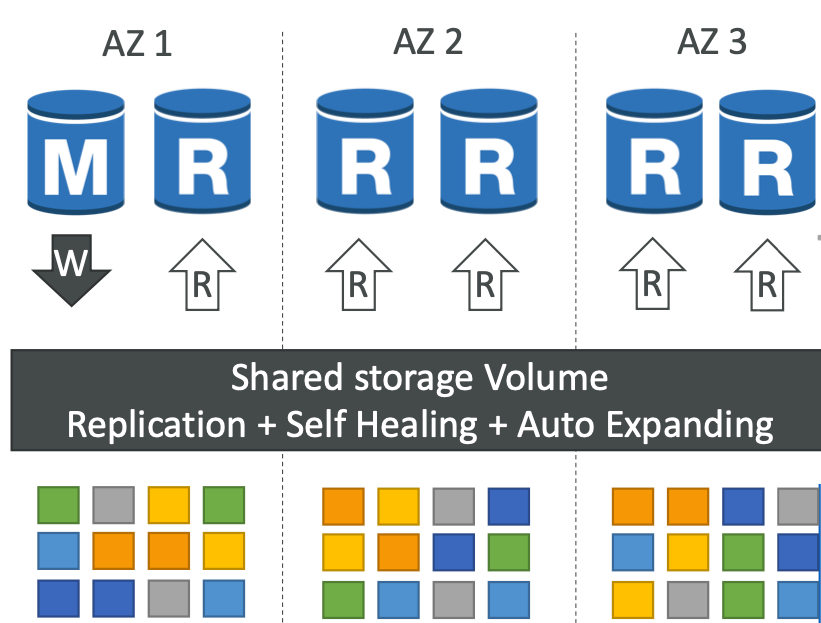 AZ 1
AZ 2
AZ 3
M
R
R
R
R
R
W
R
R
R
R
R
Shared storage Volume
Replication + Self Healing + Auto Expanding